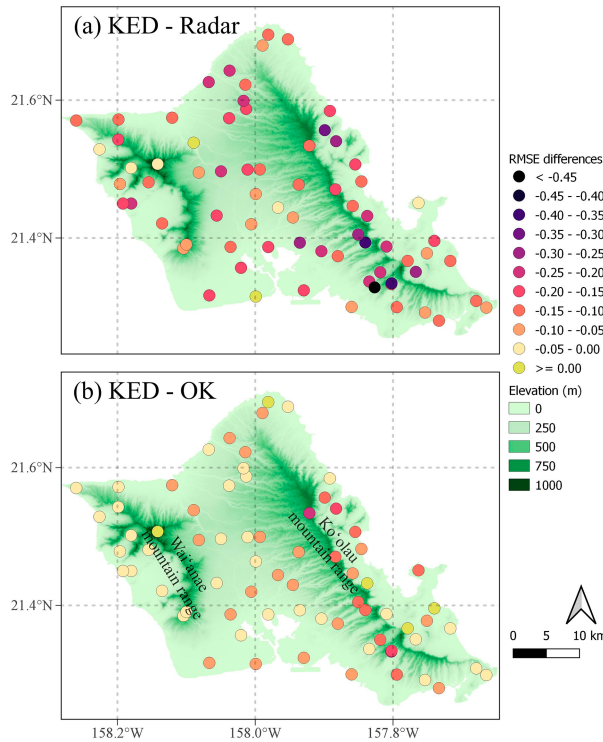 (a) KED - Radar
21.6°N
21.4°N
RMSE differences
< -0.45
-0.45 - -0.40
-0.40 - -0.35
-0.35 - -0.30
-0.30 - -0.25
-0.25 - -0.20
-0.20 - -0.15
-0.15 - -0.10
-0.10 - -0.05
-0.05 - 0.00
>= 0.00
Elevation (m)
0
250
500
750
1000
(b) KED - OK
21.6°N
21.4°N
Wai‘anae
mountain range
Ko‘olau
mountain range
0 5 10 km
158.2°W 158.0°W 157.8°W